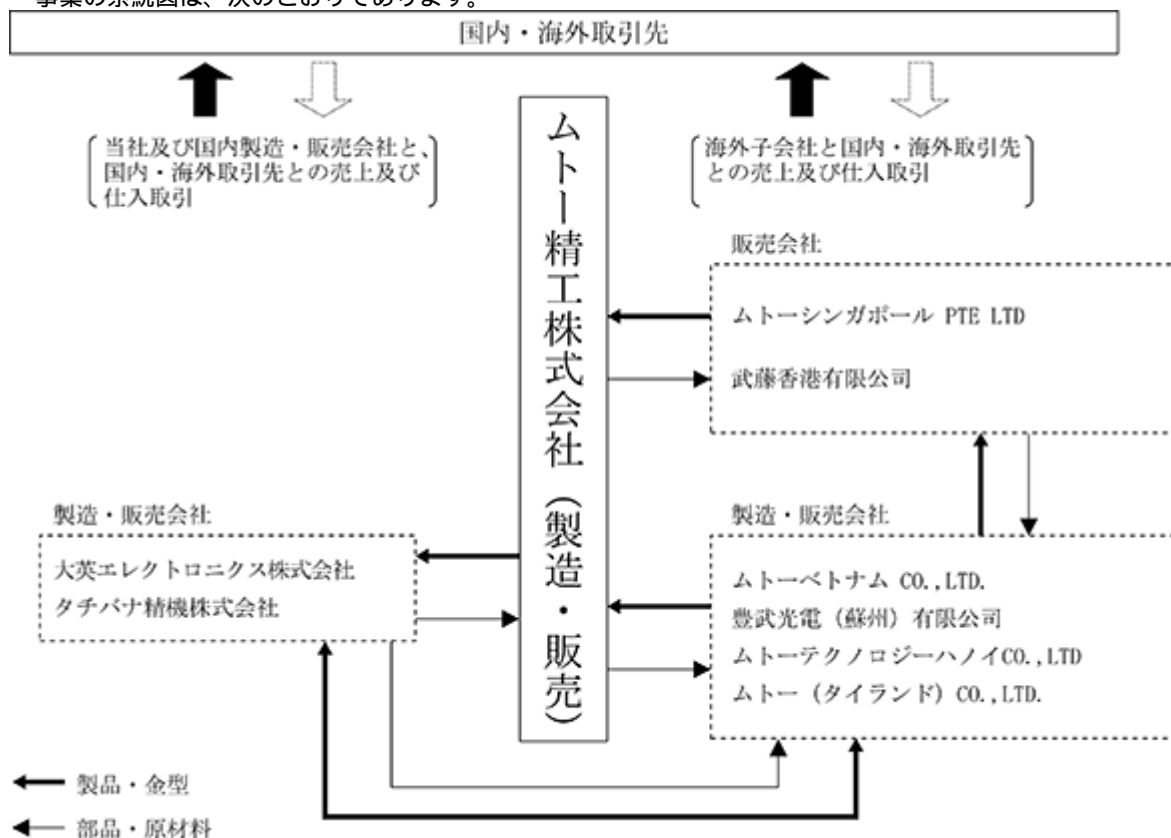 事業の系統図は、次のとおりであります。
国内・海外取引先
当社及び国内製造・販売会社と、
国内・海外取引先との売上及び
仕入取引
海外子会社と国内・海外取引先
との売上及び仕入取引
ムトー精工株式会社（製造・販売）
販売会社
ムトーシンガポール PTE LTD
武藤香港有限公司
製造・販売会社
大英エレクトロニクス株式会社
タチバナ精機株式会社
製造・販売会社
ムトーベトナム CO.,LTD.
豊武光電（蘇州）有限公司
ムトーテクノロジーハノイCO.,LTD
ムトー（タイランド）CO.,LTD.
製品・金型
部品・原材料